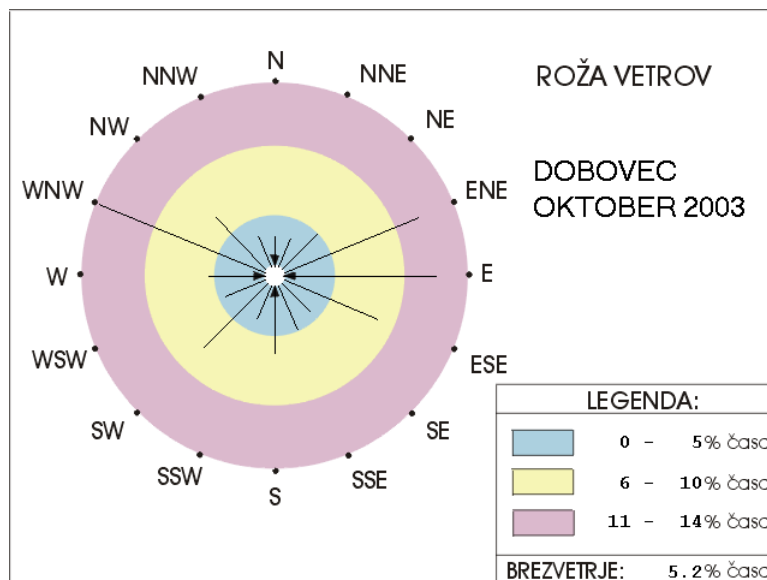 N
NNE
NE
ENE
E
ESE
SE
SSE
S
SSW
SW
WSW
W
WNW
NW
NNW
ROŽA VETROV
DOBOVEC
OKTOBER 2003
LEGENDA:
0 - 5% časa
6 - 10% časa
11 - 14% časa
BREZVETRJE: 5.2% časa